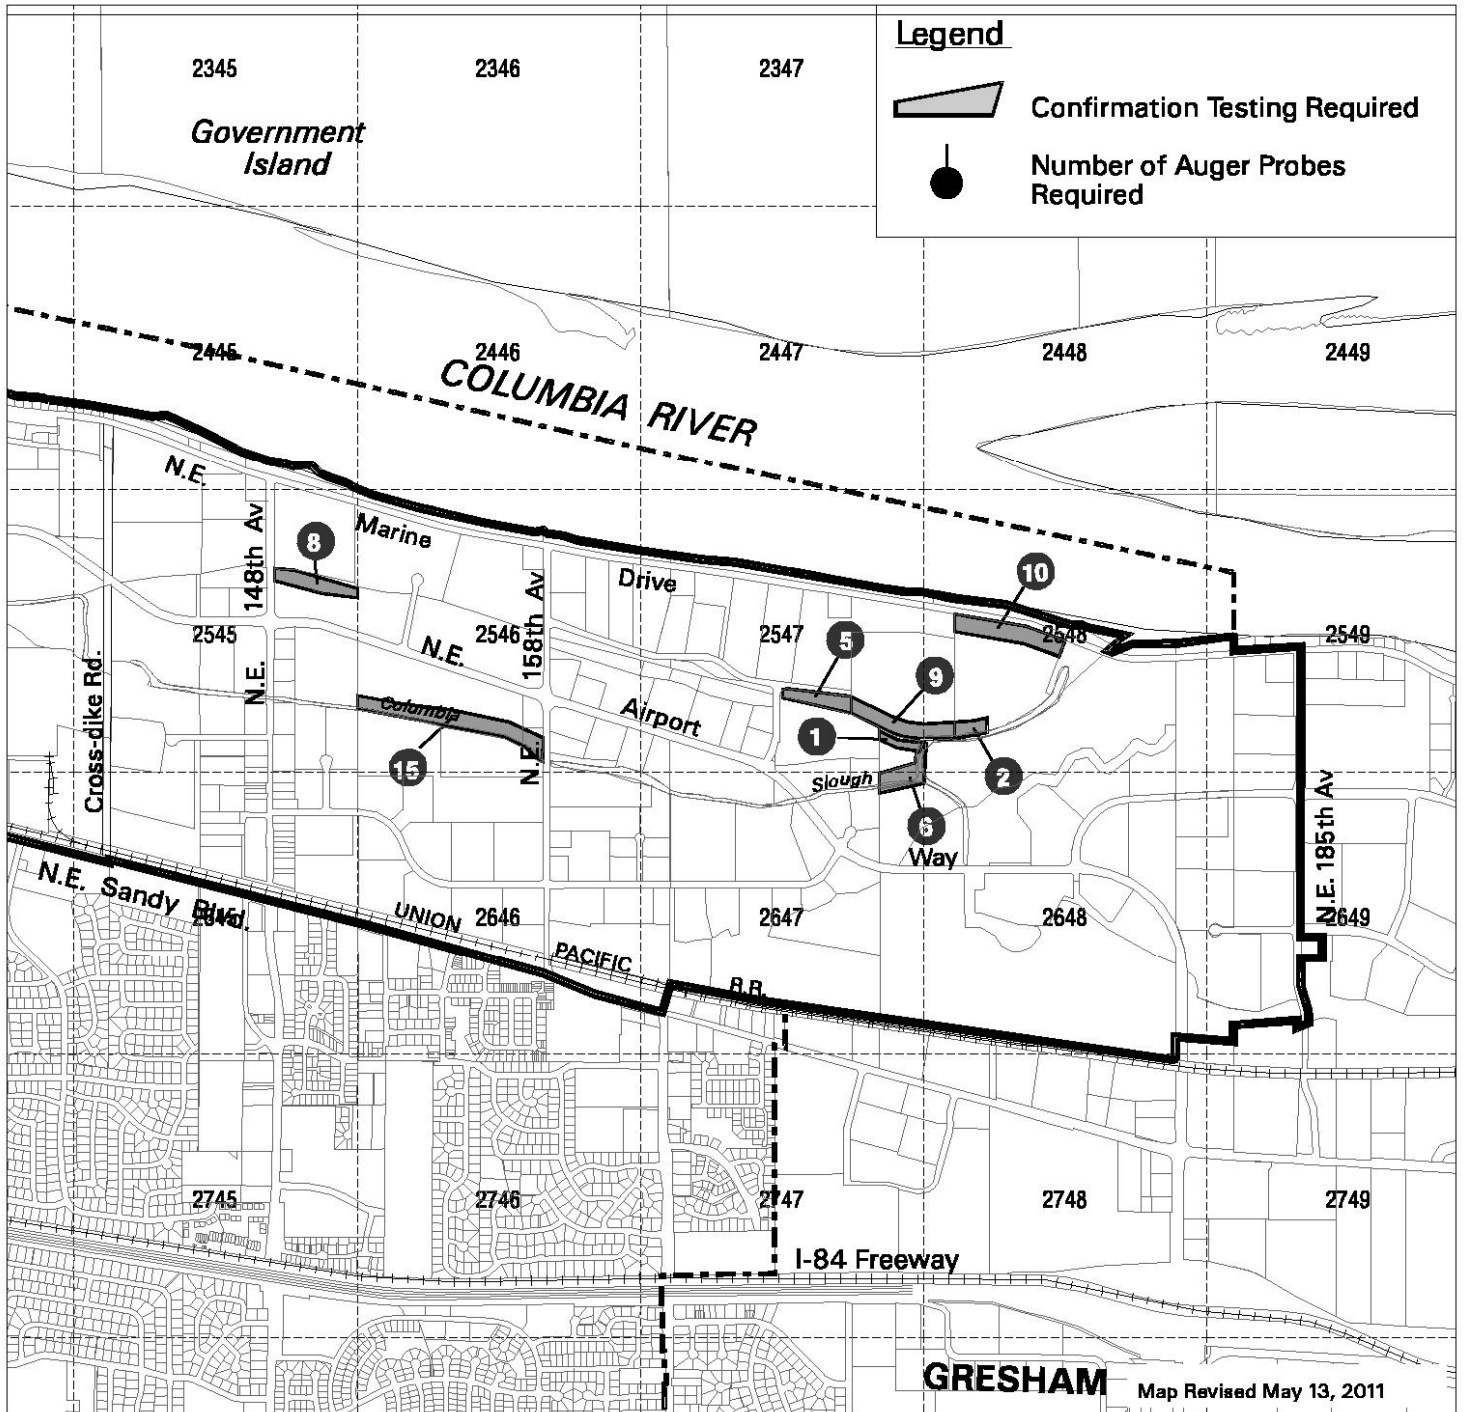 Legend
Confirmation Testing Required
Number of Auger Probes
Required
2345
2346
2347
Government
Island
2445
2446
2447
2448
2449
COLUMBIA RIVER
N.E.
Marine
Drive
148th Av
N.E.
158th Av
N.E.
8
10
2545
2546
2547
2548
2549
N.E.
Airport
Way
5
9
1
2
6
15
Columbia
Slough
Cross-dike Rd.
N.E. 185th Av
N.E. Sandy Blvd.
2645
2646
2647
2648
2649
UNION
PACIFIC
R.R.
2745
2746
2747
2748
2749
I-84 Freeway
GRESHAM
Map Revised May 13, 2011